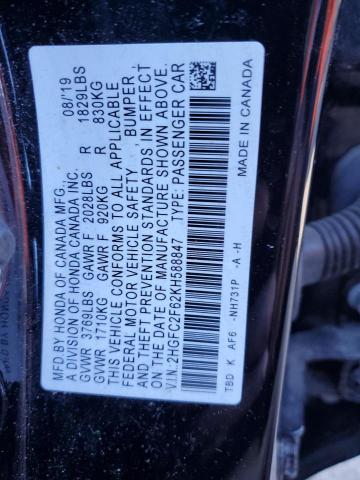 MFD BY HONDA OF CANADA MFG., 08/19
A DIVISION OF HONDA CANADA INC.
GVWR 3769LBS GAWR F 2028LBS R 1829LBS
GVWR 1710KG GAWR F 920KG R 830KG
THIS VEHICLE CONFORMS TO ALL APPLICABLE
FEDERAL MOTOR VEHICLE SAFETY, BUMPER,
AND THEFT PREVENTION STANDARDS IN EFFECT
ON THE DATE OF MANUFACTURE SHOWN ABOVE.
VIN: 2HGFC2F62KH588847 TYPE: PASSENGER CAR
TBD K AF6 -NH731P -A -H
MADE IN CANADA